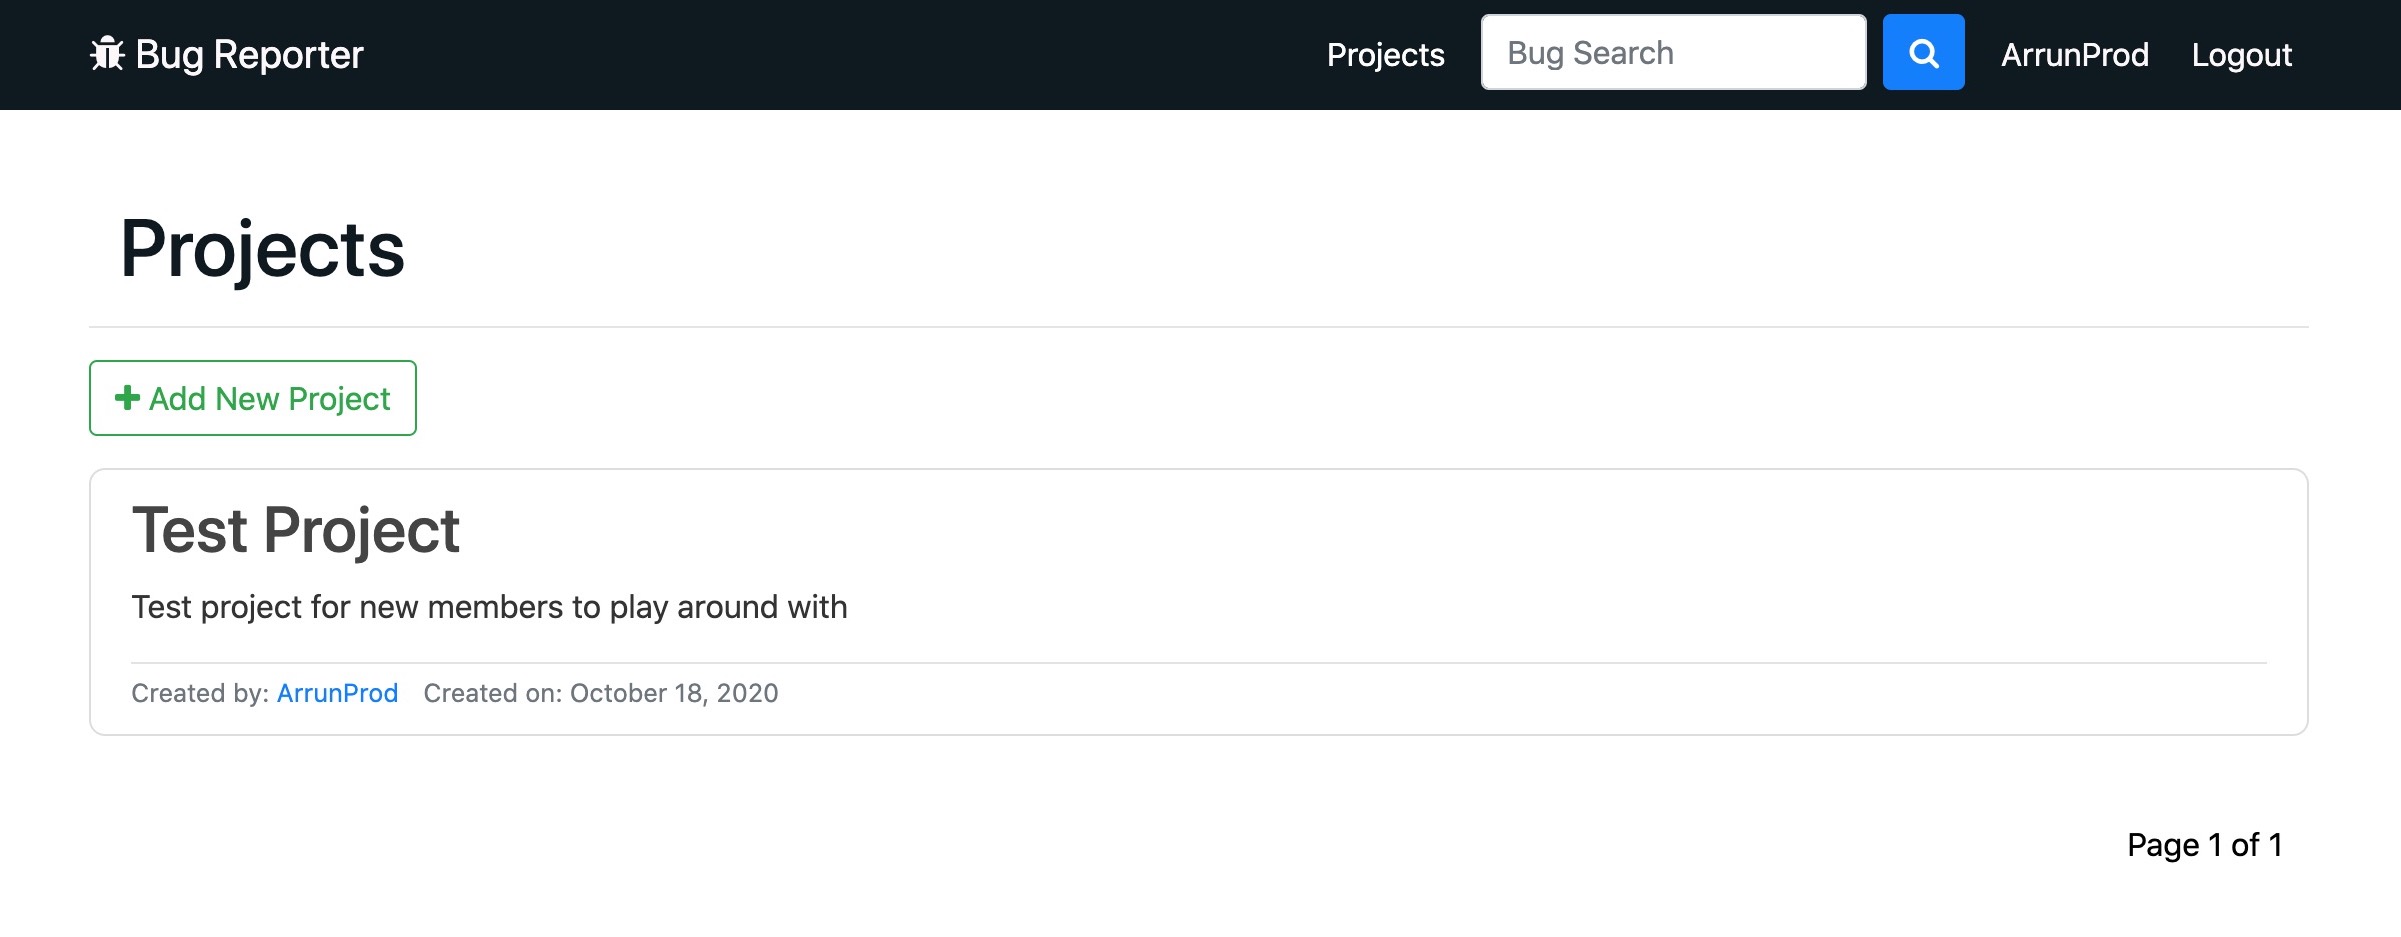 Bug Reporter Projects Bug Search ArrunProd Logout
Projects
Add New Project
Test Project
Test project for new members to play around with
Created by: ArrunProd Created on: October 18, 2020
Page 1 of 1